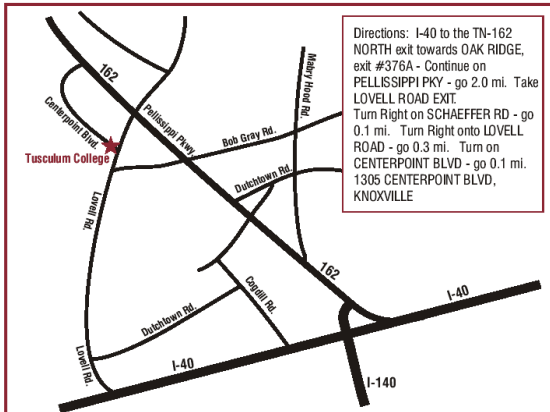 162
Centerpoint Blvd.
Tusculum College
Pellissippi Pkwy.
Mabry Hood Rd.
Bob Gray Rd.
Dutchtown Rd.
Lovell Rd.
162
Cogdill Rd.
Dutchtown Rd.
Lovell Rd.
I-40
I-40
I-140
Directions: I-40 to the TN-162
NORTH exit towards OAK RIDGE,
exit #376A - Continue on
PELLISSIPPI PKY - go 2.0 mi. Take
LOVELL ROAD EXIT.
Turn Right on SCHAEFFER RD - go
0.1 mi. Turn Right onto LOVELL
ROAD - go 0.3 mi. Turn on
CENTERPOINT BLVD - go 0.1 mi.
1305 CENTERPOINT BLVD,
KNOXVILLE